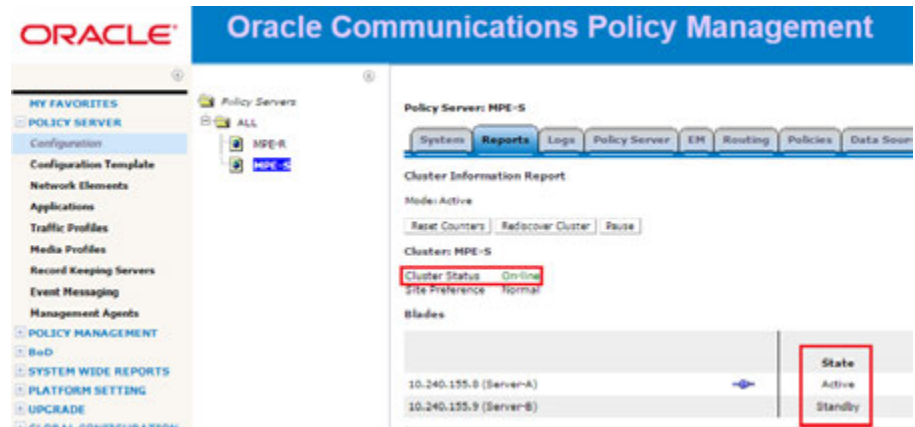 ORACLE
Oracle Communications Policy Management
MY FAVORITES
POLICY SERVER
Configuration
Configuration Template
Network Elements
Applications
Traffic Profiles
Media Profiles
Record Keeping Servers
Event Messaging
Management Agents
POLICY MANAGEMENT
BoD
SYSTEM WIDE REPORTS
PLATFORM SETTING
UPGRADE
GLOBAL CONFIGURATION
Policy Servers
ALL
MPE-R
MPE-S
Policy Server: MPE-S
System Reports Logs Policy Server EM Routing Policies Data Sour
Cluster Information Report
Mode: Active
Reset Counters Rediscover Cluster Pause
Cluster: MPE-S
Cluster Status On-line
Site Preference Normal
Blades
State
10.240.155.8 (Server-A) Active
10.240.155.9 (Server-B) Standby